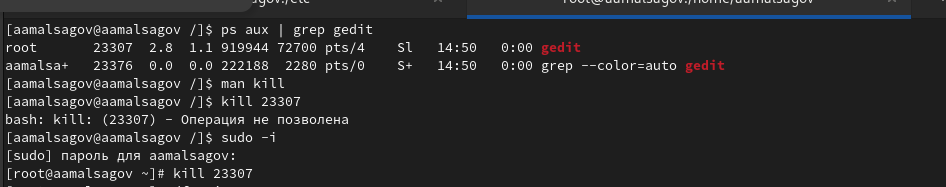 root@aamalsagov:/home/aamalsagov
[aamalsagov@aamalsagov /]$ ps aux | grep gedit
root       23307  2.8  1.1 919944 72700 pts/4    Sl   14:50   0:00 gedit
aamalsa+   23376  0.0  0.0 222188  2280 pts/0    S+   14:50   0:00 grep --color=auto gedit
[aamalsagov@aamalsagov /]$ man kill
[aamalsagov@aamalsagov /]$ kill 23307
bash: kill: (23307) - Операция не позволена
[aamalsagov@aamalsagov /]$ sudo -i
[sudo] пароль для aamalsagov:
[root@aamalsagov ~]# kill 23307